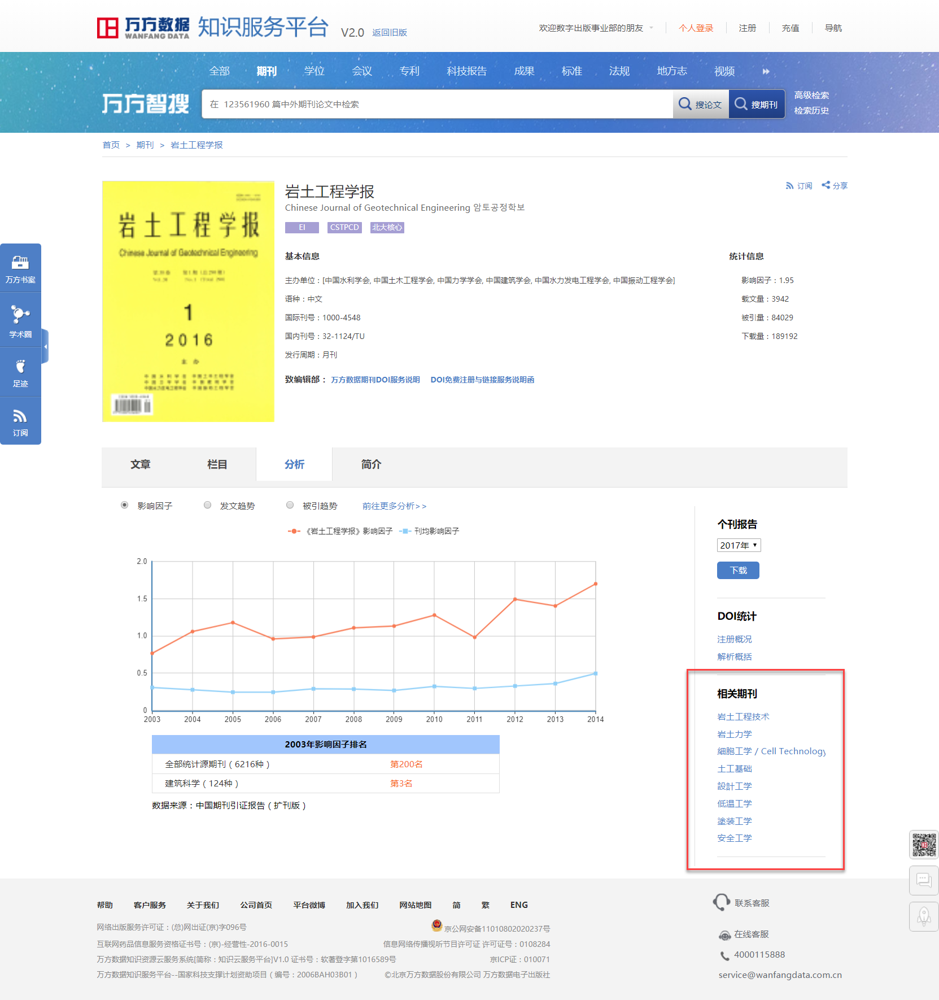 万方数据 知识服务平台 V2.0 返回旧版
WANFANG DATA
欢迎数字出版事业部的朋友 个人登录 注册 充值 导航
全部 期刊 学位 会议 专利 科技报告 成果 标准 法规 地方志 视频
万方智搜
在 123561960 篇中外期刊论文中检索
搜论文
搜期刊
高级检索
检索历史
首页 > 期刊 > 岩土工程学报
岩土工程学报
Chinese Journal of Geotechnical Engineering
1
2016
主 办
岩土工程学报
订阅 分享
Chinese Journal of Geotechnical Engineering 암토공정학보
EI CSTPCD 北大核心
基本信息
主办单位：[中国水利学会, 中国土木工程学会, 中国力学学会, 中国建筑学会, 中国水力发电工程学会, 中国振动工程学会]
语种：中文
国际刊号：1000-4548
国内刊号：32-1124/TU
发行周期：月刊
致编辑部： 万方数据期刊DOI服务说明 DOI免费注册与链接服务说明函
统计信息
影响因子：1.95
载文量：3942
被引量：84029
下载量：189192
万方书案
学术圈
足迹
订阅
文章 栏目 分析 简介
影响因子 发文趋势 被引趋势 前往更多分析>>
《岩土工程学报》影响因子 刊均影响因子
2.0
1.5
1.0
0.5
0
2003 2004 2005 2006 2007 2008 2009 2010 2011 2012 2013 2014
2003年影响因子排名
全部统计源期刊（6216种） 第200名
建筑科学（124种） 第3名
数据来源：中国期刊引证报告（扩刊版）
个刊报告
2017年
下载
DOI统计
注册概况
解析概括
相关期刊
岩土工程技术
岩土力学
細胞工学 / Cell Technology
土工基础
設計工学
低温工学
塗装工学
安全工学
帮助 客户服务 关于我们 公司首页 平台微博 加入我们 网站地图 简 繁 ENG
网络出版服务许可证：(总)网出证(京)字096号 京公网安备11010802020237号
互联网药品信息服务资格证书号：(京)-经营性-2016-0015 信息网络传播视听节目许可证 许可证号：0108284
万方数据知识资源云服务系统[简称：知识云服务平台]V1.0 证书号：软著登字第1016589号 京ICP证：010071
万方数据知识服务平台--国家科技支撑计划资助项目（编号：2006BAH03B01） ©北京万方数据股份有限公司 万方数据电子出版社
联系客服
在线客服
4000115888
service@wanfangdata.com.cn